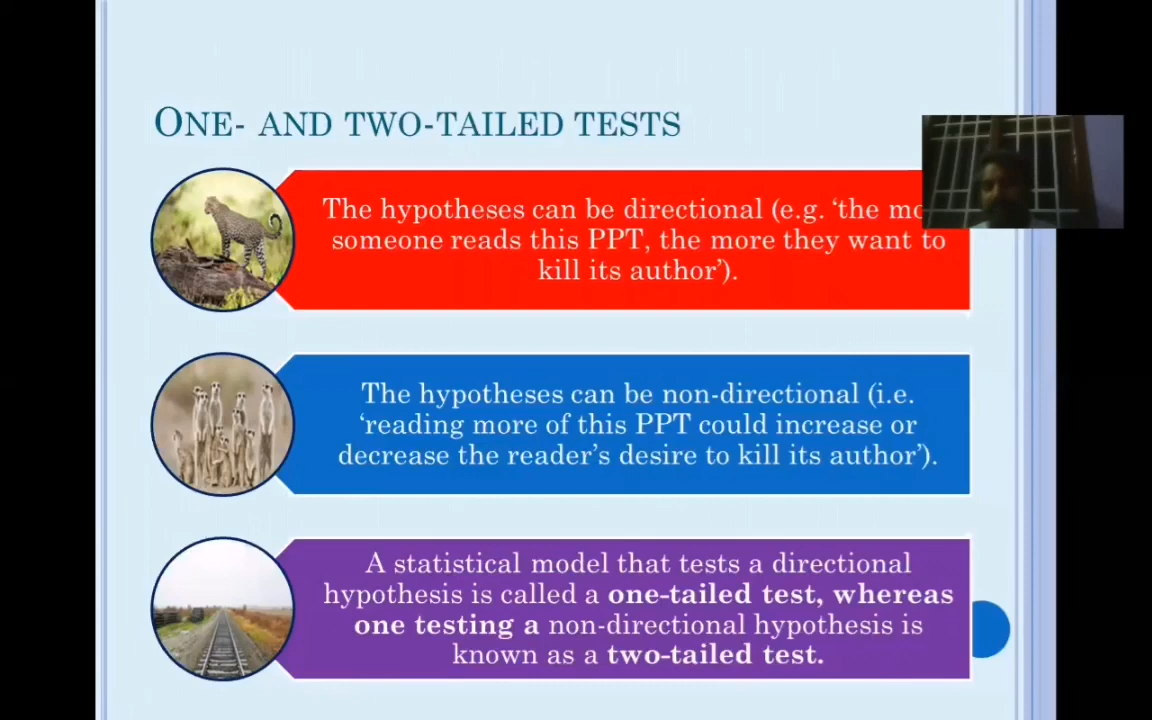 ONE- AND TWO-TAILED TESTS
The hypotheses can be directional (e.g. ‘the
someone reads this PPT, the more they want to
kill its author’).
The hypotheses can be non-directional (i.e.
‘reading more of this PPT could increase or
decrease the reader’s desire to kill its author’).
A statistical model that tests a directional
hypothesis is called a one-tailed test, whereas
one testing a non-directional hypothesis is
known as a two-tailed test.